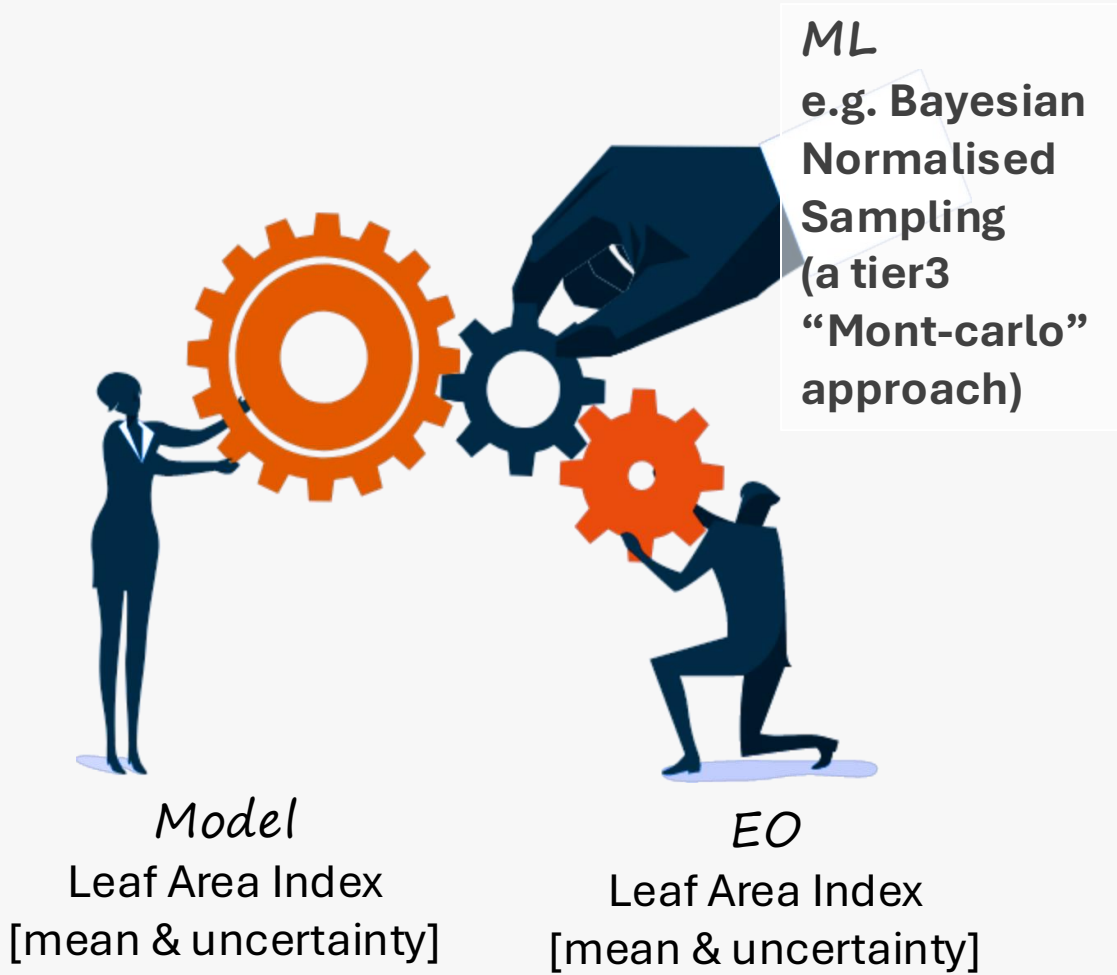 ML
e.g. Bayesian
Normalised
Sampling
(a tier3
“Mont-carlo”
approach)
Model
Leaf Area Index
[mean & uncertainty]
EO
Leaf Area Index
[mean & uncertainty]